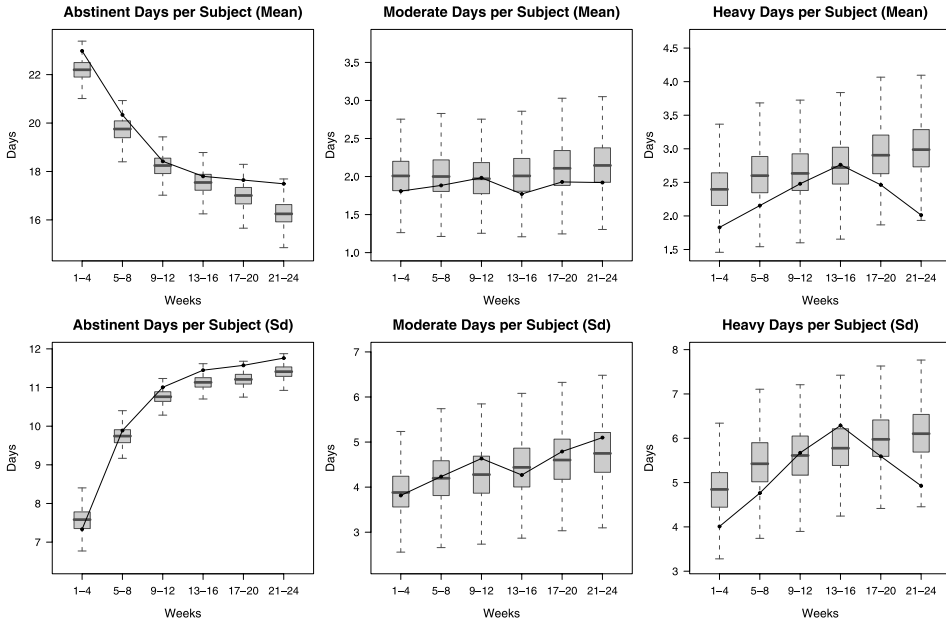 Abstinent Days per Subject (Mean)
Days
22
20
18
16
1–4 5–8 9–12 13–16 17–20 21–24
Weeks
Moderate Days per Subject (Mean)
Days
3.5
3.0
2.5
2.0
1.5
1.0
1–4 5–8 9–12 13–16 17–20 21–24
Weeks
Heavy Days per Subject (Mean)
Days
4.5
4.0
3.5
3.0
2.5
2.0
1.5
1–4 5–8 9–12 13–16 17–20 21–24
Weeks
Abstinent Days per Subject (Sd)
Days
12
11
10
9
8
7
1–4 5–8 9–12 13–16 17–20 21–24
Weeks
Moderate Days per Subject (Sd)
Days
7
6
5
4
3
1–4 5–8 9–12 13–16 17–20 21–24
Weeks
Heavy Days per Subject (Sd)
Days
8
7
6
5
4
3
1–4 5–8 9–12 13–16 17–20 21–24
Weeks